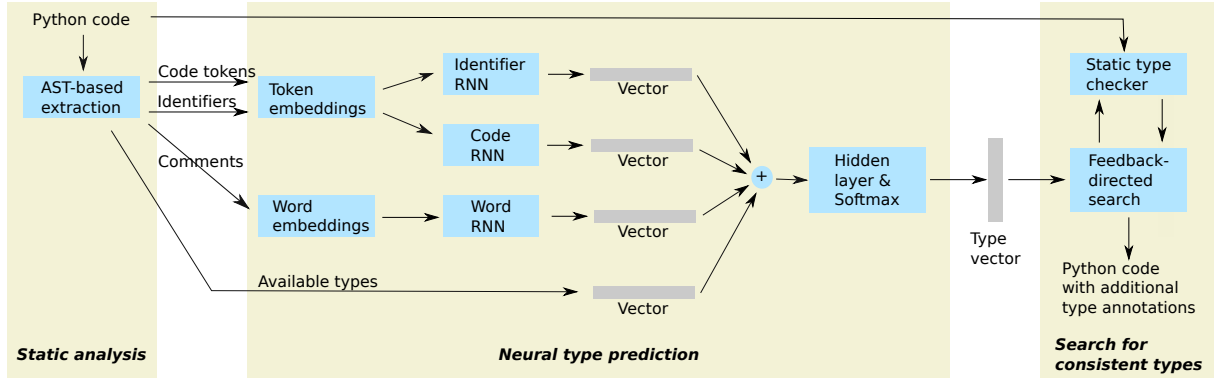 Python code
AST-based
extraction
Static analysis
Code tokens
Identifiers
Comments
Available types
Token
embeddings
Word
embeddings
Identifier
RNN
Code
RNN
Word
RNN
Vector
Vector
Vector
Vector
+
Hidden
layer &
Softmax
Neural type prediction
Type
vector
Static type
checker
Feedback-
directed
search
Python code
with additional
type annotations
Search for
consistent types